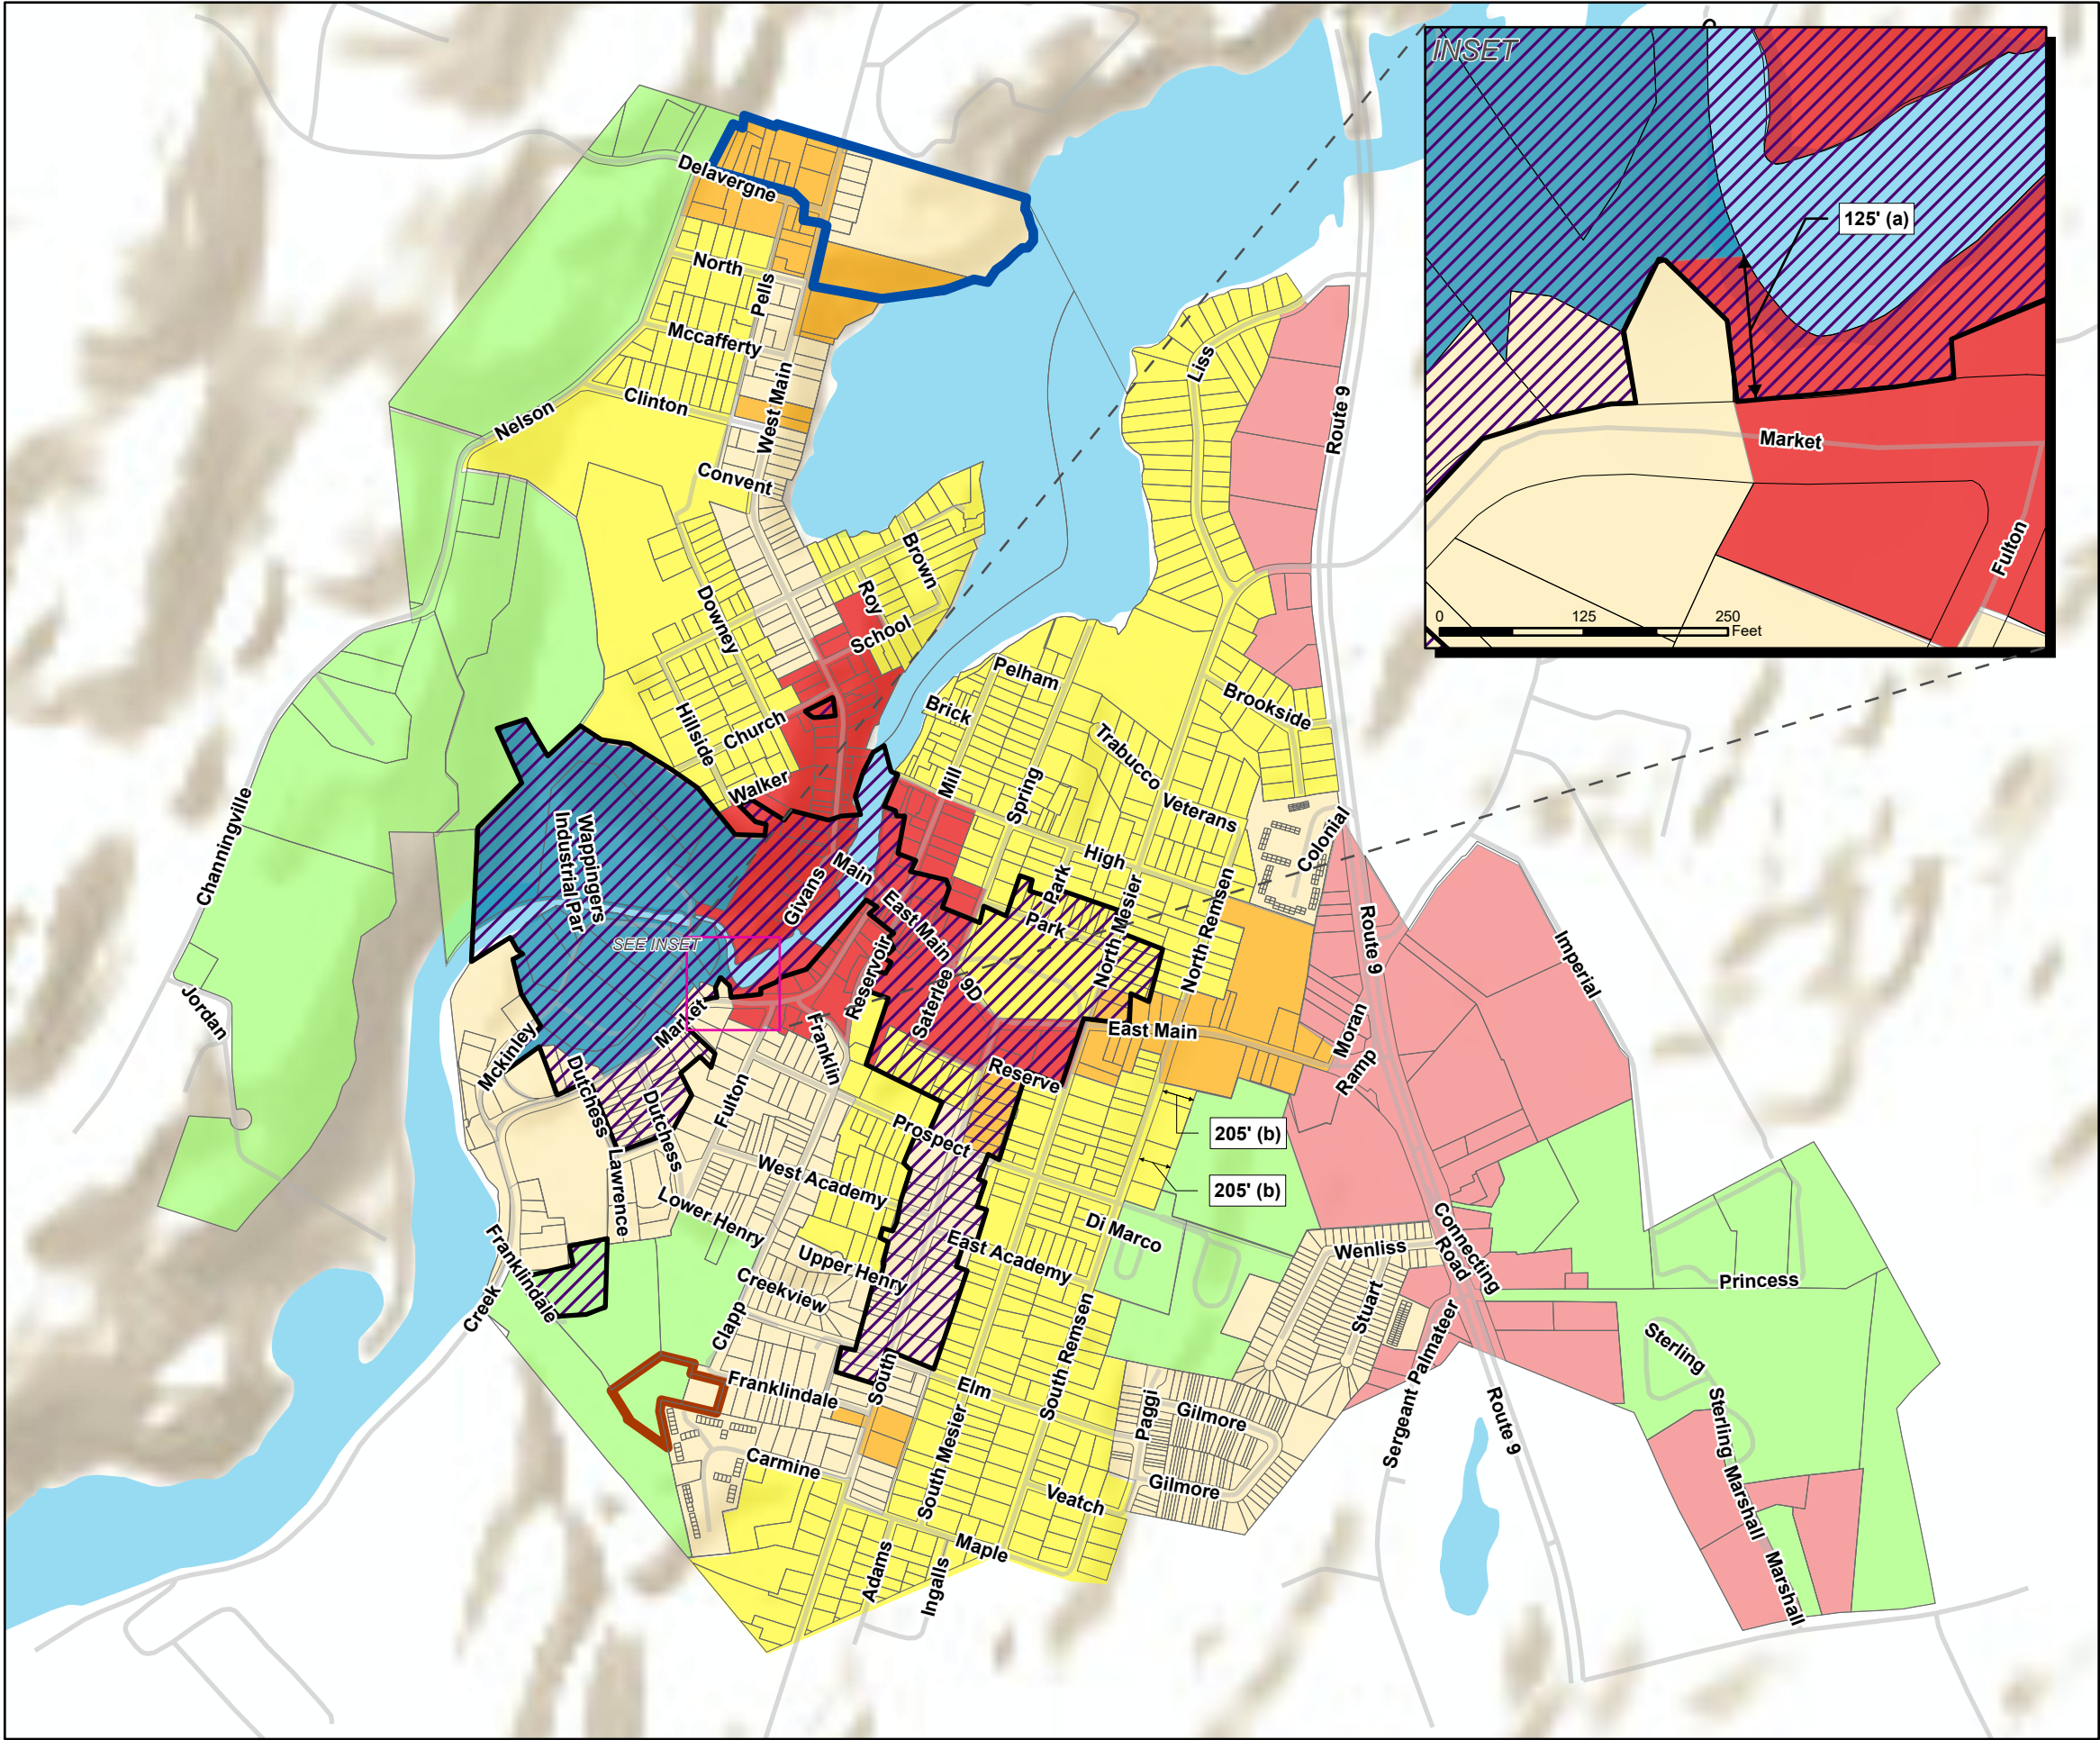 INSET
125' (a)
Market
Fulton
0 125 250
Feet
Delavergne
North
Pells
Mccafferty
Clinton
West Main
Nelson
Convent
Liss
Route 9
Brown
Roy
School
Downey
Hillside
Church
Walker
Pelham
Brick
Brookside
Trabucco
Mill
Spring
Veterans
Colonial
High
Channingville
Wappingers
Industrial Par
SEE INSET
Main
Givans
East Main
9D
Park
Park
North Mesier
North Remsen
Route 9
Imperial
Jordan
Reservoir
Saterlee
Market
Mckinley
Franklin
East Main
Moran
Ramp
Reserve
Dutchess
Dutchess
Fulton
Prospect
205' (b)
205' (b)
West Academy
Lawrence
Lower Henry
Di Marco
East Academy
Upper Henry
Creekview
Wenliss
Connecting
Road
Princess
Franklindale
Creek
Clapp
Stuart
South Remsen
Sergeant Palmateer
Sterling
Sterling
Franklindale
South
Elm
Paggi
Gilmore
Route 9
South Mesier
Carmine
Gilmore
Veatch
Marshall
Maple
Adams
Ingalls
Marshall